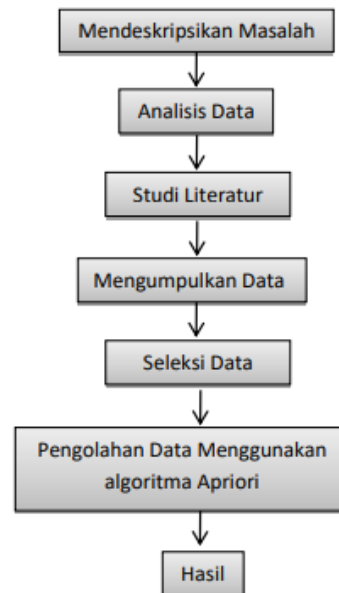 Mendeskripsikan Masalah
Analisis Data
Studi Literatur
Mengumpulkan Data
Seleksi Data
Pengolahan Data Menggunakan
algoritma Apriori
Hasil